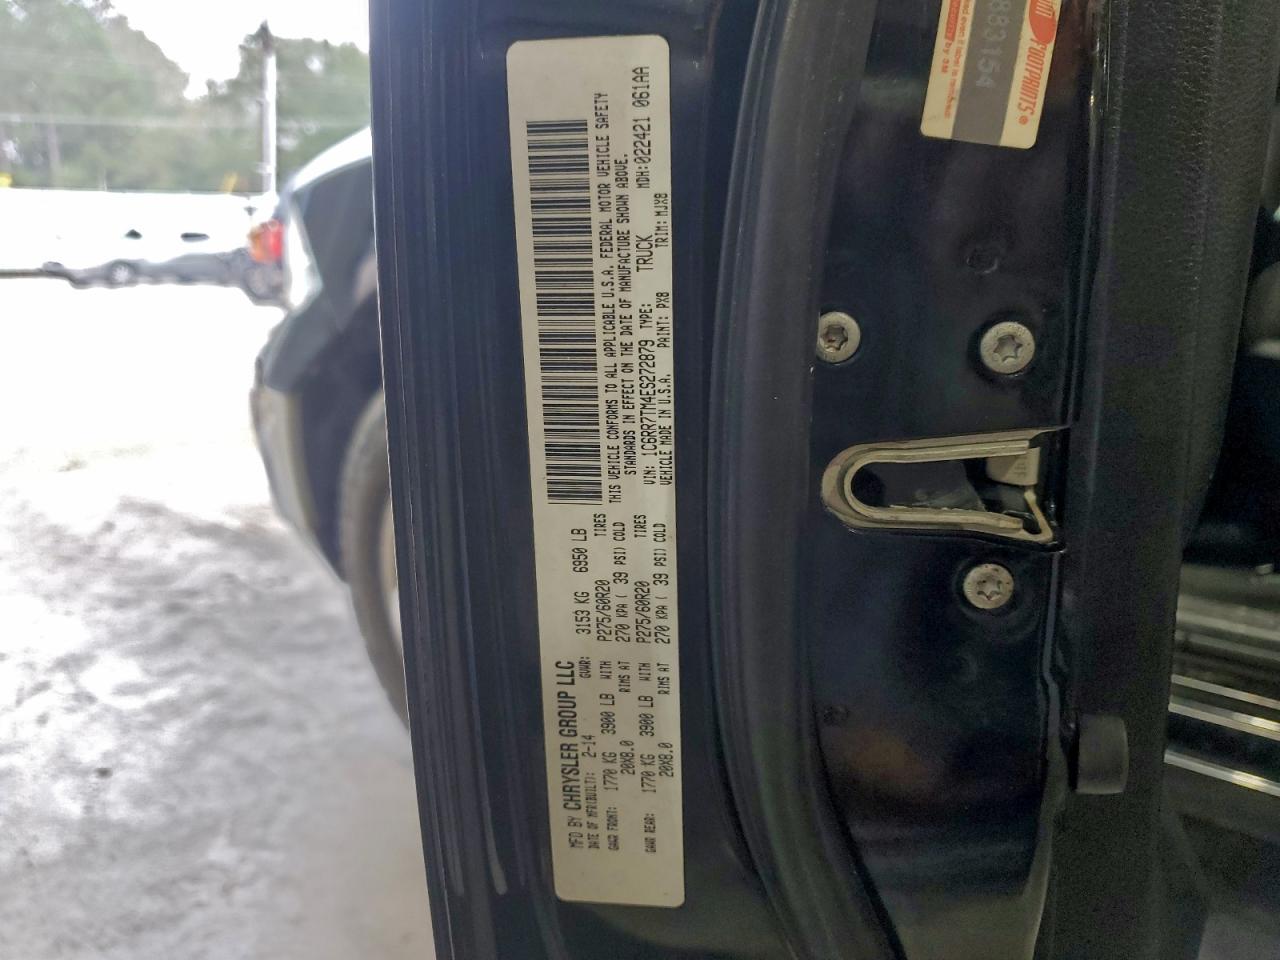 MFD BY CHRYSLER GROUP LLC
DATE OF MFR(BUILT): 2-14 GVWR: 3153 KG 6950 LB
GAWR FRONT: 1770 KG 3900 LB WITH P275/60R20 TIRES
20X8.0 RIMS AT 270 KPA ( 39 PSI) COLD
GAWR REAR: 1770 KG 3900 LB WITH P275/60R20 TIRES
20X8.0 RIMS AT 270 KPA ( 39 PSI) COLD
THIS VEHICLE CONFORMS TO ALL APPLICABLE U.S.A. FEDERAL MOTOR VEHICLE SAFETY
STANDARDS IN EFFECT ON THE DATE OF MANUFACTURE SHOWN ABOVE.
VIN: 1C6RR7TM4ES272879 TYPE: TRUCK MDH:022421 061AA
VEHICLE MADE IN U.S.A. PAINT: PX8 TRIM: MJX8
FOOTPRINTS®
883154